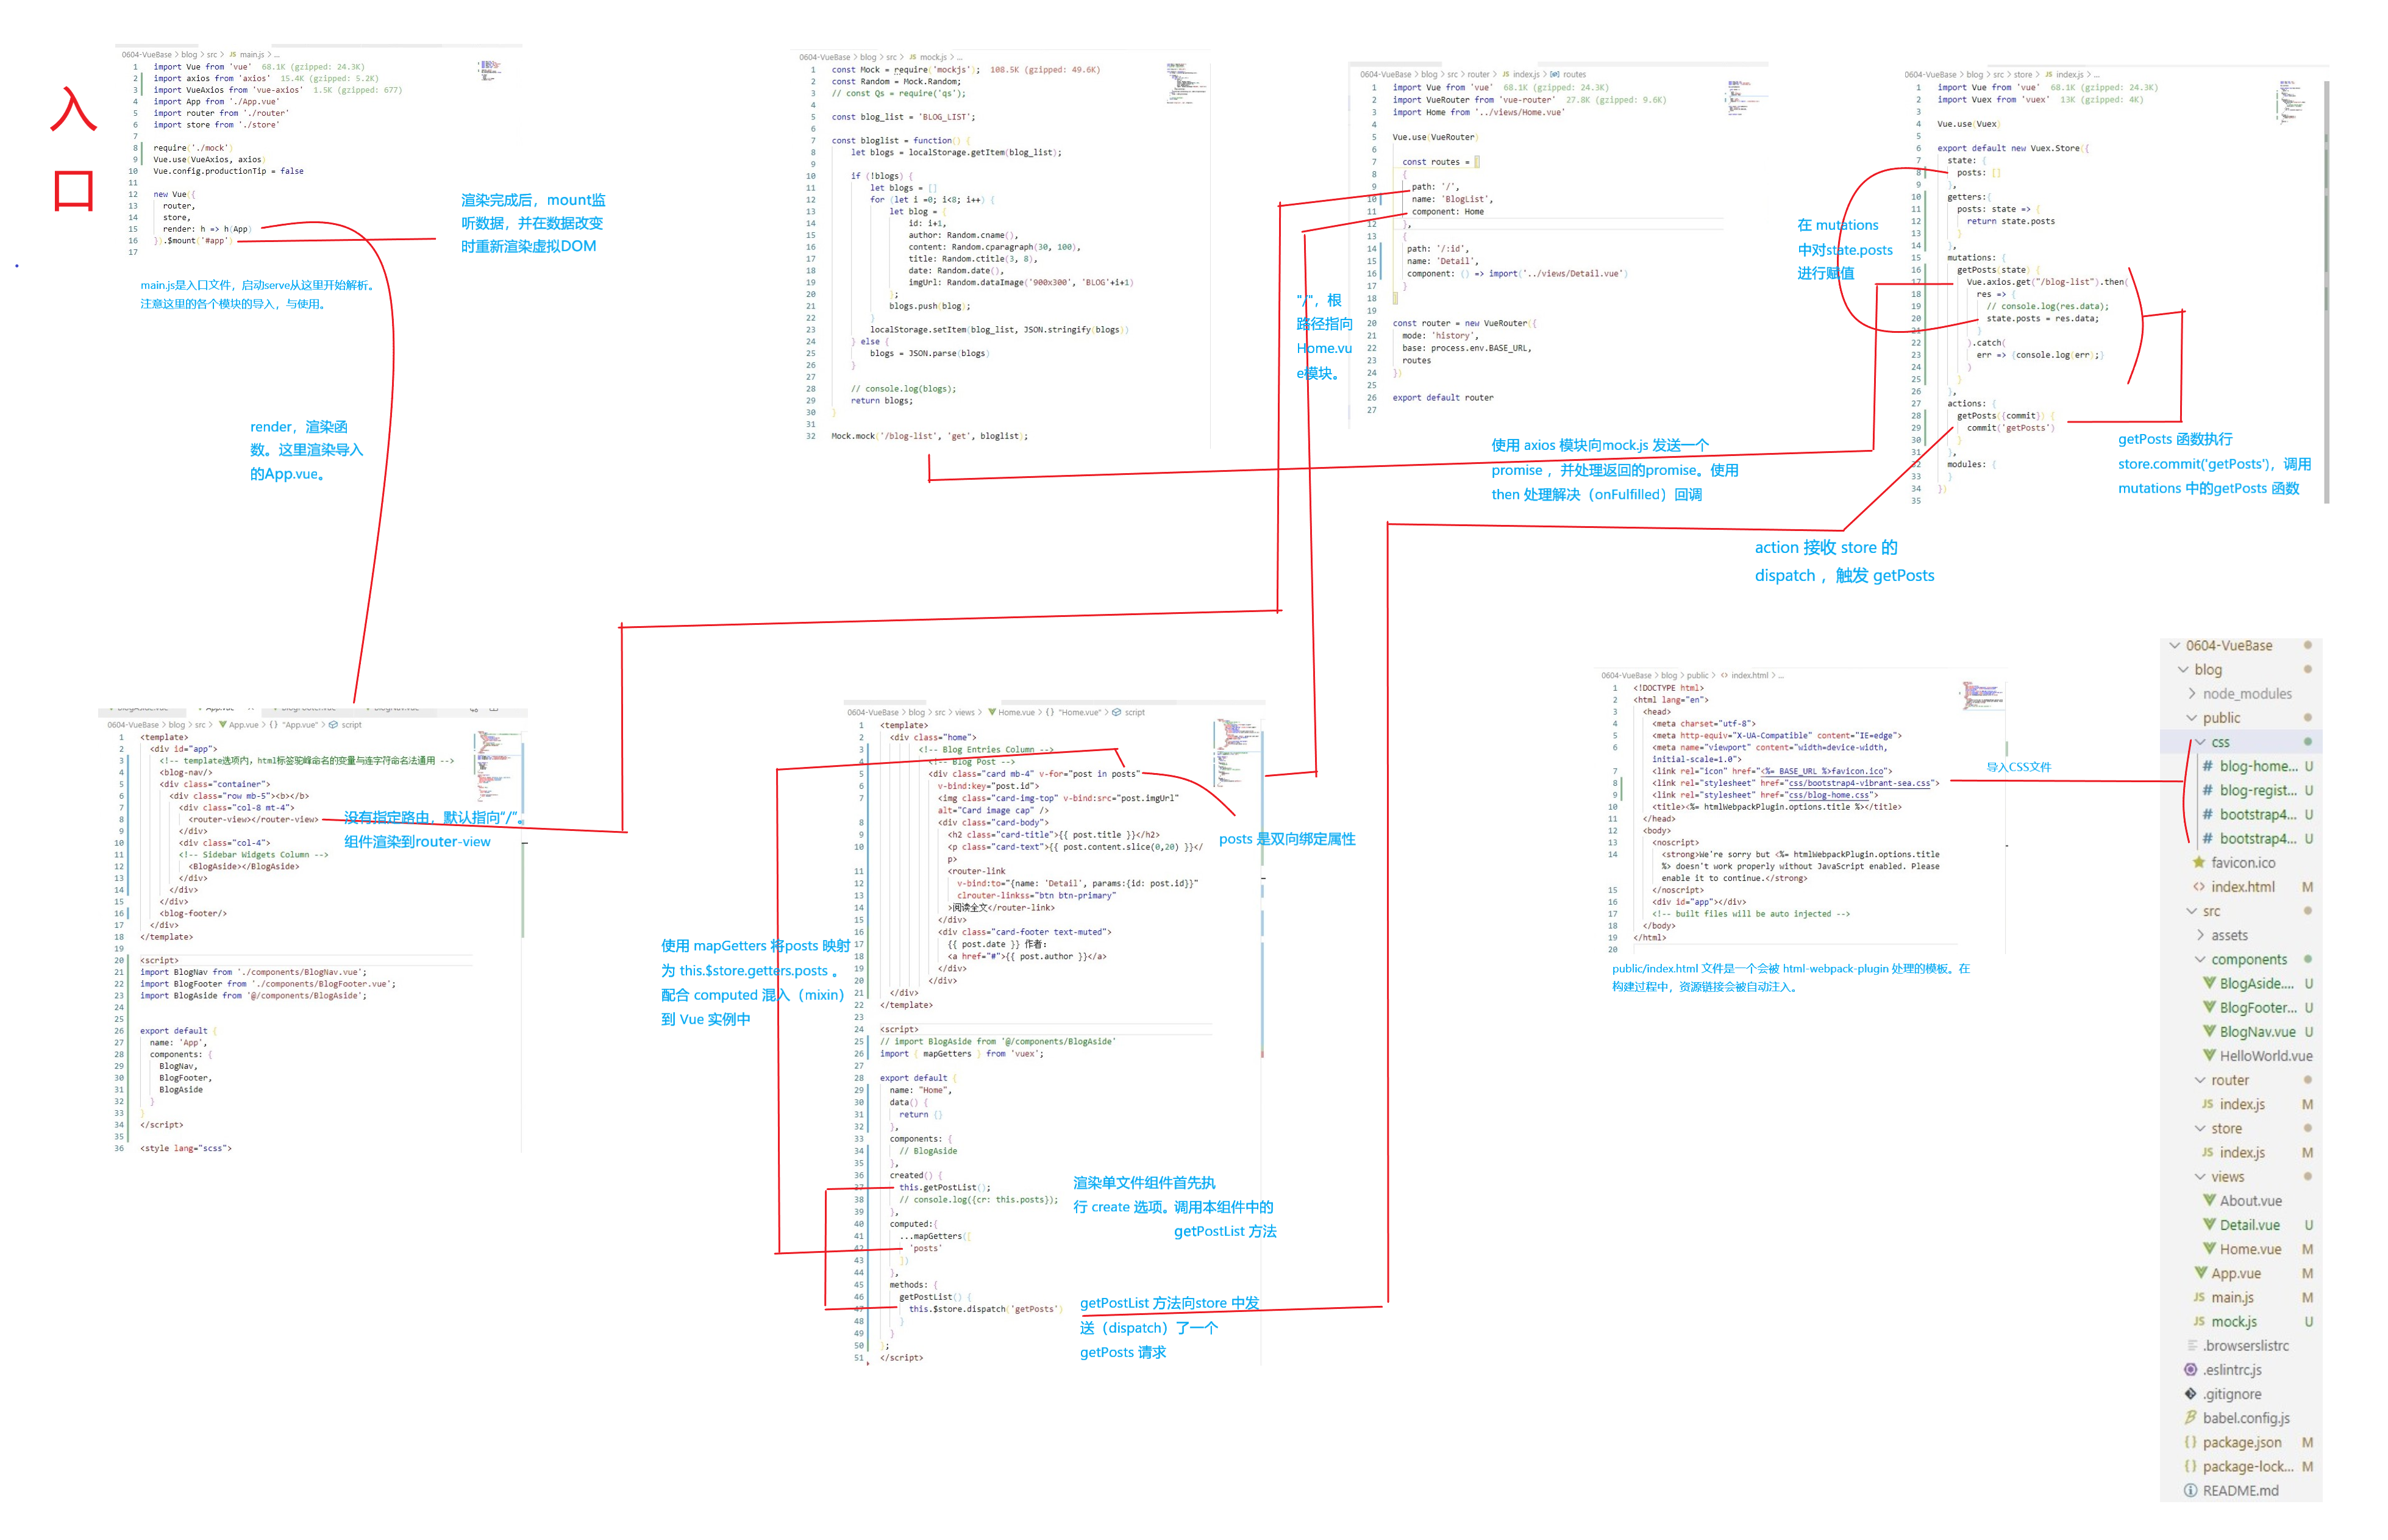 入
口
0604-VueBase > blog > src > JS main.js > ...
1 import Vue from 'vue' 68.1K (gzipped: 24.3K)
2 import axios from 'axios' 15.4K (gzipped: 5.2K)
3 import VueAxios from 'vue-axios' 1.5K (gzipped: 677)
4 import App from './App.vue'
5 import router from './router'
6 import store from './store'
7
8 require('./mock')
9 Vue.use(VueAxios, axios)
10 Vue.config.productionTip = false
11
12 new Vue({
13 router,
14 store,
15 render: h => h(App)
16 }).$mount('#app')
17
渲染完成后，mount监
听数据，并在数据改变
时重新渲染虚拟DOM
main.js是入口文件，启动serve从这里开始解析。
注意这里的各个模块的导入，与使用。
render，渲染函
数。这里渲染导入
的App.vue。
0604-VueBase > blog > src > JS mock.js > ...
1 const Mock = require('mockjs'); 108.5K (gzipped: 49.6K)
2 const Random = Mock.Random;
3 // const Qs = require('qs');
4
5 const blog_list = 'BLOG_LIST';
6
7 const bloglist = function() {
8 let blogs = localStorage.getItem(blog_list);
9
10 if (!blogs) {
11 let blogs = []
12 for (let i =0; i<8; i++) {
13 let blog = {
14 id: i+1,
15 author: Random.cname(),
16 content: Random.cparagraph(30, 100),
17 title: Random.ctitle(3, 8),
18 date: Random.date(),
19 imgUrl: Random.dataImage('900x300', 'BLOG'+i+1)
20 };
21 blogs.push(blog);
22 }
23 localStorage.setItem(blog_list, JSON.stringify(blogs))
24 } else {
25 blogs = JSON.parse(blogs)
26 }
27
28 // console.log(blogs);
29 return blogs;
30 }
31
32 Mock.mock('/blog-list', 'get', bloglist);
0604-VueBase > blog > src > router > JS index.js > routes
1 import Vue from 'vue' 68.1K (gzipped: 24.3K)
2 import VueRouter from 'vue-router' 27.8K (gzipped: 9.6K)
3 import Home from '../views/Home.vue'
4
5 Vue.use(VueRouter)
6
7 const routes = [
8 {
9 path: '/',
10 name: 'BlogList',
11 component: Home
12 },
13 {
14 path: '/:id',
15 name: 'Detail',
16 component: () => import('../views/Detail.vue')
17 }
18 ]
19
20 const router = new VueRouter({
21 mode: 'history',
22 base: process.env.BASE_URL,
23 routes
24 })
25
26 export default router
27
"/"，根
路径指向
Home.vu
e模块。
0604-VueBase > blog > src > store > JS index.js > ...
1 import Vue from 'vue' 68.1K (gzipped: 24.3K)
2 import Vuex from 'vuex' 13K (gzipped: 4K)
3
4 Vue.use(Vuex)
5
6 export default new Vuex.Store({
7 state: {
8 posts: []
9 },
10 getters:{
11 posts: state => {
12 return state.posts
13 }
14 },
15 mutations: {
16 getPosts(state) {
17 Vue.axios.get("/blog-list").then(
18 res => {
19 // console.log(res.data);
20 state.posts = res.data;
21 }
22 ).catch(
23 err => {console.log(err);}
24 )
25 }
26 },
27 actions: {
28 getPosts({commit}) {
29 commit('getPosts')
30 }
31 },
32 modules: {
33 }
34 })
35
在 mutations
中对state.posts
进行赋值
使用 axios 模块向mock.js 发送一个
promise ，并处理返回的promise。使用
then 处理解决（onFulfilled）回调
getPosts 函数执行
store.commit('getPosts')，调用
mutations 中的getPosts 函数
action 接收 store 的
dispatch ，触发 getPosts
BlogAside.vue App.vue BlogFooter.vue BlogNav.vue
0604-VueBase > blog > src > App.vue > {} "App.vue" > script
1 <template>
2 <div id="app">
3 <!-- template选项内，html标签驼峰命名的变量与连字符命名法通用 -->
4 <blog-nav/>
5 <div class="container">
6 <div class="row mb-5"><b></b>
7 <div class="col-8 mt-4">
8 <router-view></router-view>
9 </div>
10 <div class="col-4">
11 <!-- Sidebar Widgets Column -->
12 <BlogAside></BlogAside>
13 </div>
14 </div>
15 </div>
16 <blog-footer/>
17 </div>
18 </template>
19
20 <script>
21 import BlogNav from './components/BlogNav.vue';
22 import BlogFooter from './components/BlogFooter.vue';
23 import BlogAside from '@/components/BlogAside';
24
25
26 export default {
27 name: 'App',
28 components: {
29 BlogNav,
30 BlogFooter,
31 BlogAside
32 }
33 }
34 </script>
35
36 <style lang="scss">
没有指定路由，默认指向"/"。
组件渲染到router-view
0604-VueBase > blog > src > views > Home.vue > {} "Home.vue" > script
1 <template>
2 <div class="home">
3 <!-- Blog Entries Column -->
4 <!-- Blog Post -->
5 <div class="card mb-4" v-for="post in posts"
6 v-bind:key="post.id">
7 <img class="card-img-top" v-bind:src="post.imgUrl"
alt="Card image cap" />
8 <div class="card-body">
9 <h2 class="card-title">{{ post.title }}</h2>
10 <p class="card-text">{{ post.content.slice(0,20) }}</
p>
11 <router-link
12 v-bind:to="{name: 'Detail', params:{id: post.id}}"
13 clrouter-linkss="btn btn-primary"
14 >阅读全文</router-link>
15 </div>
16 <div class="card-footer text-muted">
17 {{ post.date }} 作者：
18 <a href="#">{{ post.author }}</a>
19 </div>
20 </div>
21 </div>
22 </template>
23
24 <script>
25 // import BlogAside from '@/components/BlogAside'
26 import { mapGetters } from 'vuex';
27
28 export default {
29 name: "Home",
30 data() {
31 return {}
32 },
33 components: {
34 // BlogAside
35 },
36 created() {
37 this.getPostList();
38 // console.log({cr: this.posts});
39 },
40 computed:{
41 ...mapGetters([
42 'posts'
43 ])
44 },
45 methods: {
46 getPostList() {
47 this.$store.dispatch('getPosts')
48 }
49 }
50 };
51 </script>
posts 是双向绑定属性
使用 mapGetters 将posts 映射
为 this.$store.getters.posts 。
配合 computed 混入（mixin）
到 Vue 实例中
渲染单文件组件首先执
行 create 选项。调用本组件中的
getPostList 方法
getPostList 方法向store 中发
送（dispatch）了一个
getPosts 请求
0604-VueBase > blog > public > <> index.html > ...
1 <!DOCTYPE html>
2 <html lang="en">
3 <head>
4 <meta charset="utf-8">
5 <meta http-equiv="X-UA-Compatible" content="IE=edge">
6 <meta name="viewport" content="width=device-width,
initial-scale=1.0">
7 <link rel="icon" href="<%= BASE_URL %>favicon.ico">
8 <link rel="stylesheet" href="css/bootstrap4-vibrant-sea.css">
9 <link rel="stylesheet" href="css/blog-home.css">
10 <title><%= htmlWebpackPlugin.options.title %></title>
11 </head>
12 <body>
13 <noscript>
14 <strong>We're sorry but <%= htmlWebpackPlugin.options.title
%> doesn't work properly without JavaScript enabled. Please
enable it to continue.</strong>
15 </noscript>
16 <div id="app"></div>
17 <!-- built files will be auto injected -->
18 </body>
19 </html>
20
导入CSS文件
public/index.html 文件是一个会被 html-webpack-plugin 处理的模板。在
构建过程中，资源链接会被自动注入。
0604-VueBase
blog
node_modules
public
css
# blog-home... U
# blog-regist... U
# bootstrap4... U
# bootstrap4... U
favicon.ico
<> index.html M
src
assets
components
BlogAside.... U
BlogFooter... U
BlogNav.vue U
HelloWorld.vue
router
JS index.js M
store
JS index.js M
views
About.vue
Detail.vue U
Home.vue M
App.vue M
JS main.js M
JS mock.js U
.browserslistrc
.eslintrc.js
.gitignore
babel.config.js
{} package.json M
{} package-lock... M
README.md